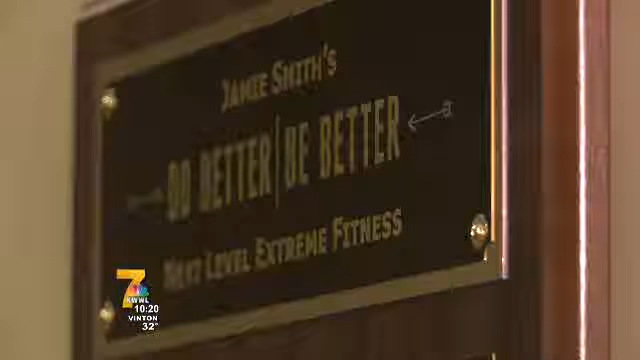 JAMIE SMITH'S
DO BETTER|BE BETTER
NEXT LEVEL EXTREME FITNESS
7
KWWL
10:20
VINTON
32°